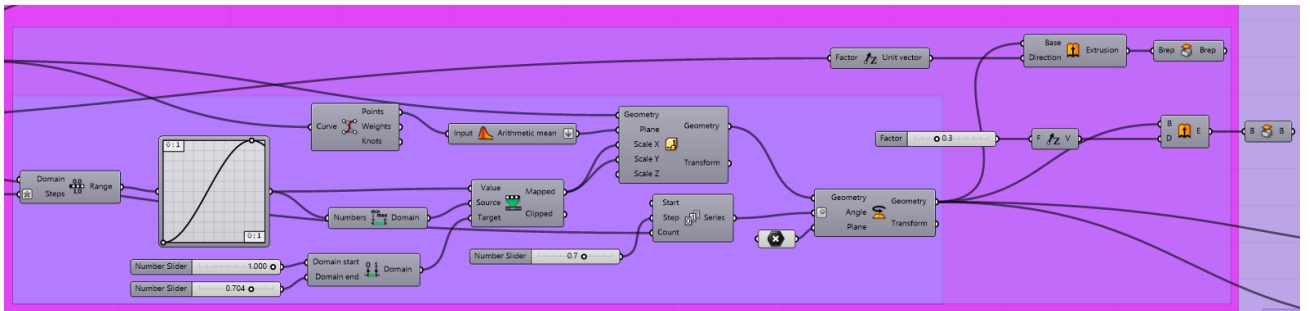 Domain
Steps
Range
0 : 1
0 : 1
Number Slider
1.000
Number Slider
0.704
Curve
Points
Weights
Knots
Numbers
Domain
Domain start
Domain end
Domain
Input
Arithmetic mean
Value
Source
Target
Mapped
Clipped
Number Slider
0.7
Geometry
Plane
Scale X
Scale Y
Scale Z
Geometry
Transform
Start
Step
Count
Series
Geometry
Angle
Plane
Geometry
Transform
Factor
Unit vector
Factor
0.3
Base
Direction
Extrusion
Brep
Brep
F
V
B
D
E
B
B